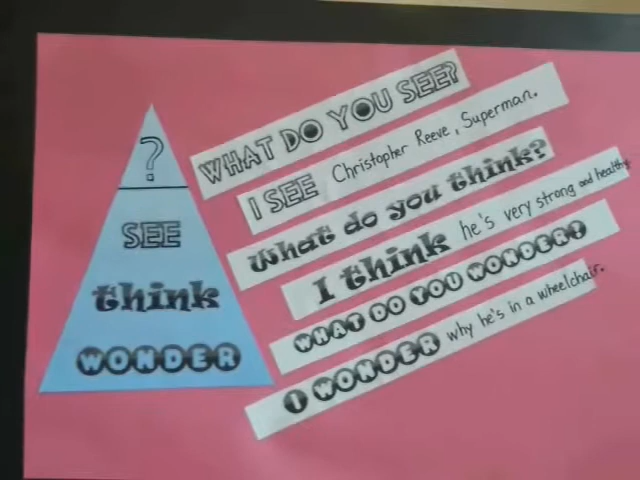 ?
SEE
think
WONDER
WHAT DO YOU SEE?
I SEE Christopher Reeve, Superman.
What do you think?
I think he's very strong and healthy.
WHAT DO YOU WONDER?
I WONDER why he's in a wheelchair.